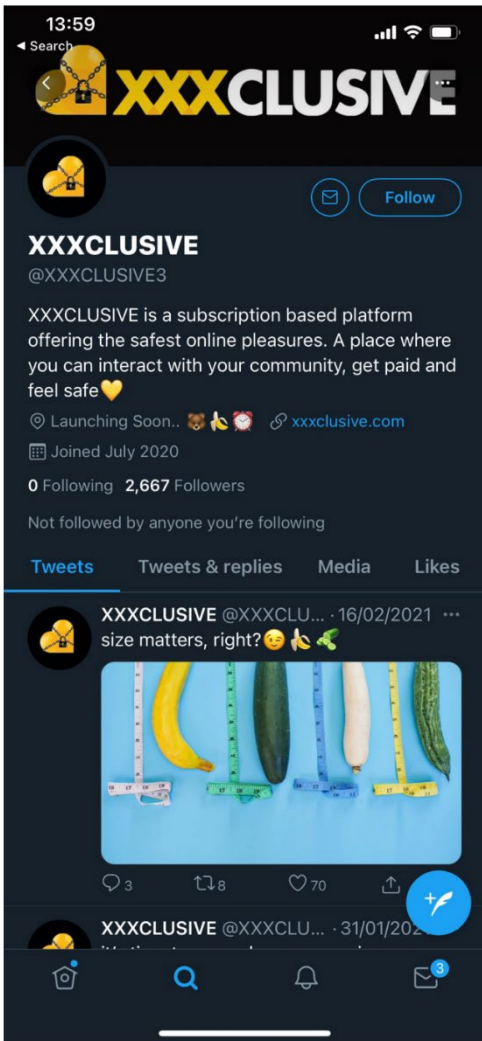 13:59
◄ Search
XXXCLUSIVE
Follow
XXXCLUSIVE
@XXXCLUSIVE3
XXXCLUSIVE is a subscription based platform
offering the safest online pleasures. A place where
you can interact with your community, get paid and
feel safe💛
Launching Soon.. 🐻🍌⏰ xxxclusive.com
Joined July 2020
0 Following 2,667 Followers
Not followed by anyone you're following
Tweets Tweets & replies Media Likes
XXXCLUSIVE @XXXCLU... · 16/02/2021 ...
size matters, right?😉🍌🥒
3 8 70
XXXCLUSIVE @XXXCLU... · 31/01/202
3